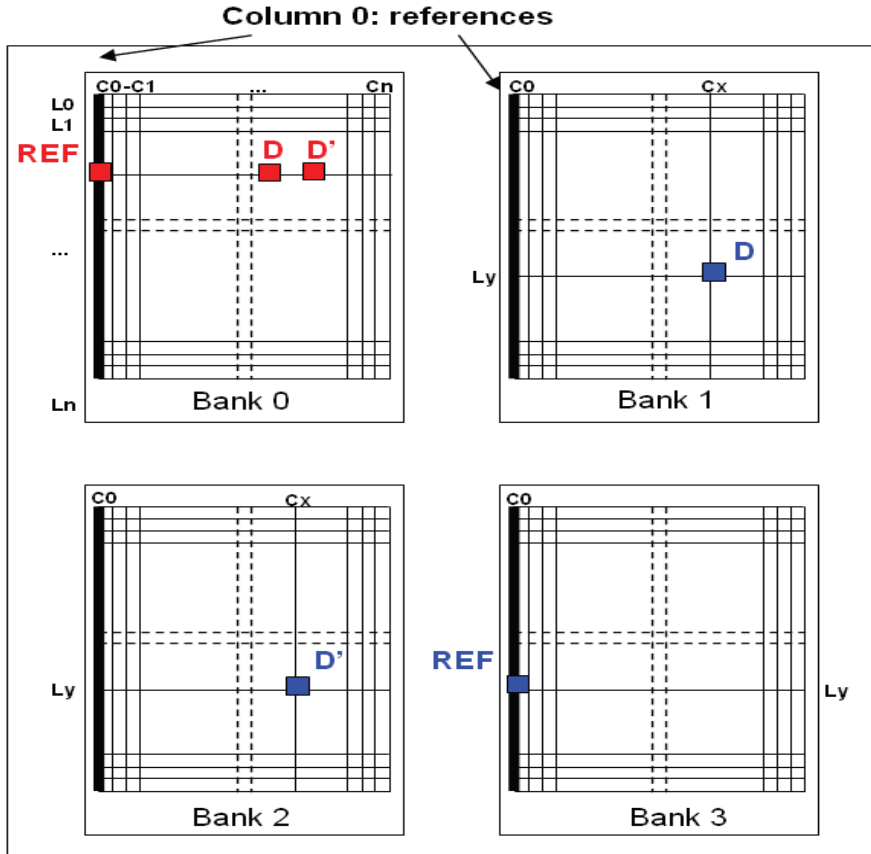 Column 0: references
C0-C1 ... Cn
L0
L1
REF D D'
...
Ln
Bank 0
C0 Cx
D
Ly
Bank 1
C0 Cx
D'
Ly
Bank 2
C0
REF
Ly
Bank 3